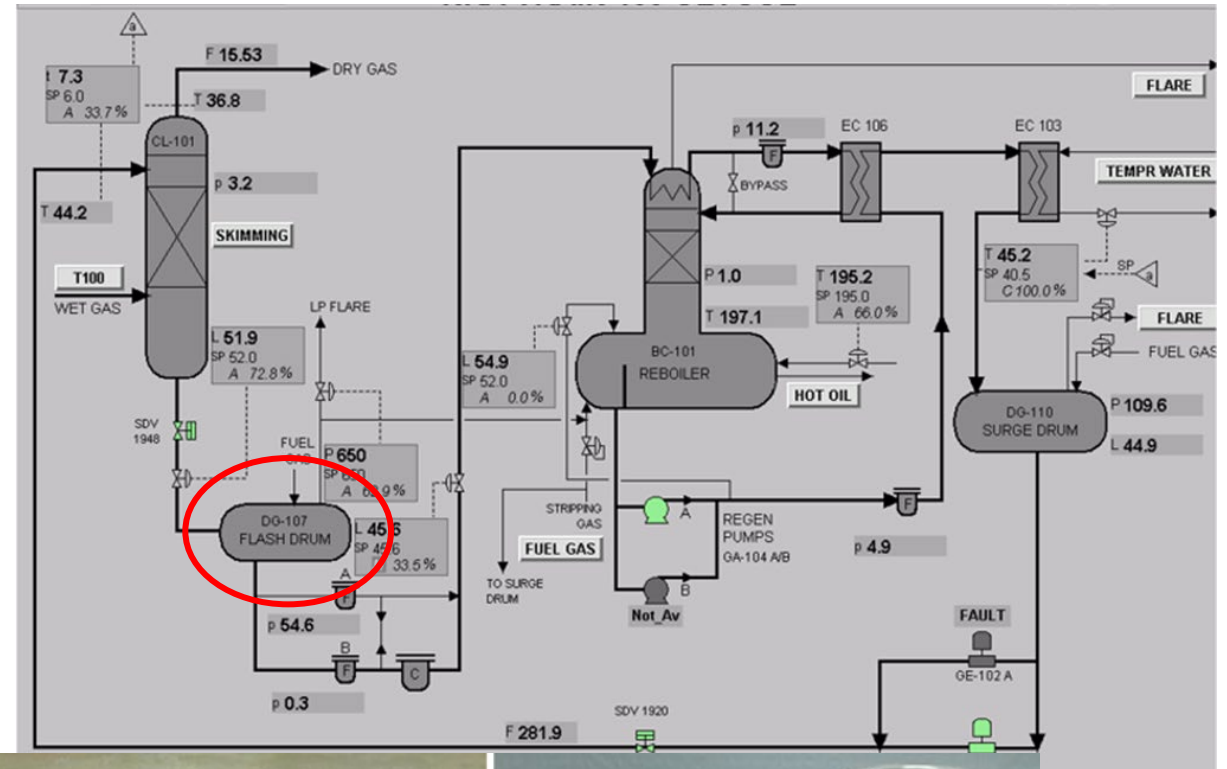 F 15.53
DRY GAS
a
t 7.3
SP 6.0
A 33.7 %
T 36.8
CL-101
p 3.2
T 44.2
SKIMMING
T100
WET GAS
L 51.9
SP 52.0
A 72.8 %
SDV
1948
LP FLARE
FUEL
P 650
SP
A
DG-107
FLASH DRUM
L 45.6
SP 45.6
33.5 %
A
F
p 54.6
B
F
C
p 0.3
L 54.9
SP 52.0
A 0.0 %
p 11.2
F
BYPASS
EC 106
EC 103
FLARE
TEMPR WATER
P 1.0
T 197.1
T 195.2
SP 195.0
A 66.0 %
BC-101
REBOILER
HOT OIL
T 45.2
SP 40.5
C 100.0 %
SP
a
FLARE
FUEL GAS
DG-110
SURGE DRUM
P 109.6
L 44.9
STRIPPING
GAS
FUEL GAS
TO SURGE
DRUM
A
REGEN
PUMPS
GA-104 A/B
B
Not_Av
F
p 4.9
FAULT
GE-102 A
SDV 1920
F 281.9